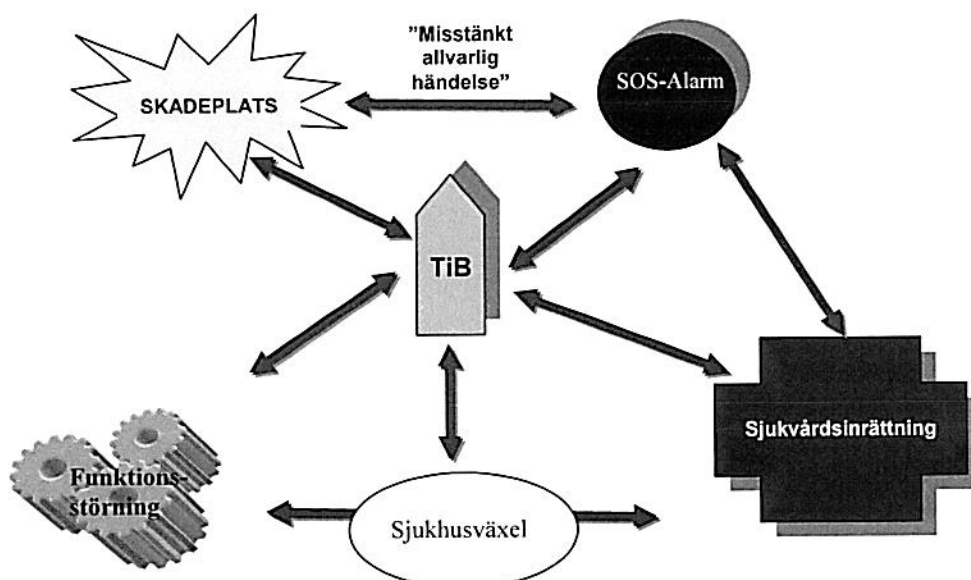 ”Misstänkt
allvarlig
händelse”
SOS-Alarm
SKADEPLATS
TiB
Sjukvårdsinrättning
Funktions-
störning
Sjukhusväxel